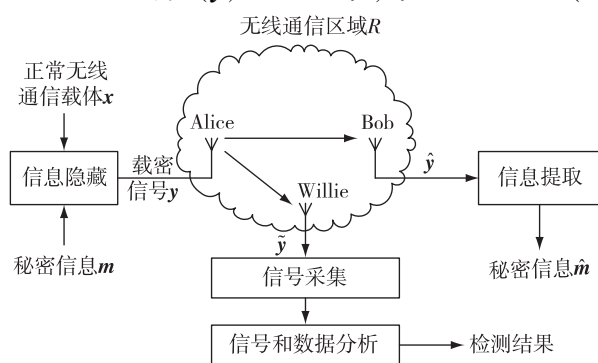 无线通信区域R
正常无线
通信载体x
Alice
Bob
信息隐藏
载密
信号y
ŷ
信息提取
Willie
ỹ
秘密信息m
秘密信息m̂
信号采集
信号和数据分析
检测结果